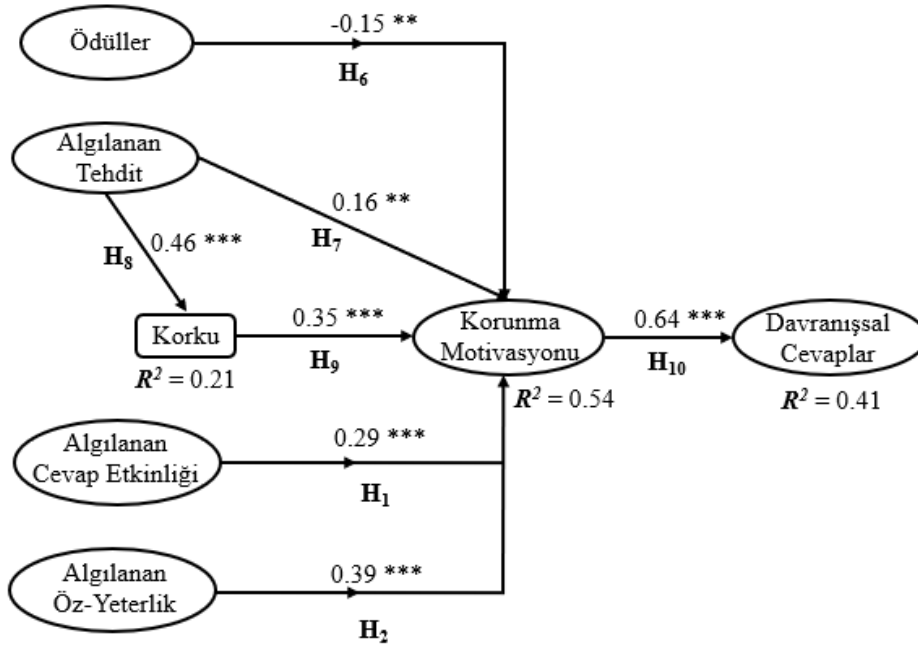 Ödüller
-0.15 **
H6
Algılanan
Tehdit
0.16 **
H7
0.46 ***
H8
Korku
R² = 0.21
0.35 ***
H9
Korunma
Motivasyonu
R² = 0.54
0.64 ***
H10
Davranışsal
Cevaplar
R² = 0.41
Algılanan
Cevap Etkinliği
0.29 ***
H1
Algılanan
Öz-Yeterlik
0.39 ***
H2